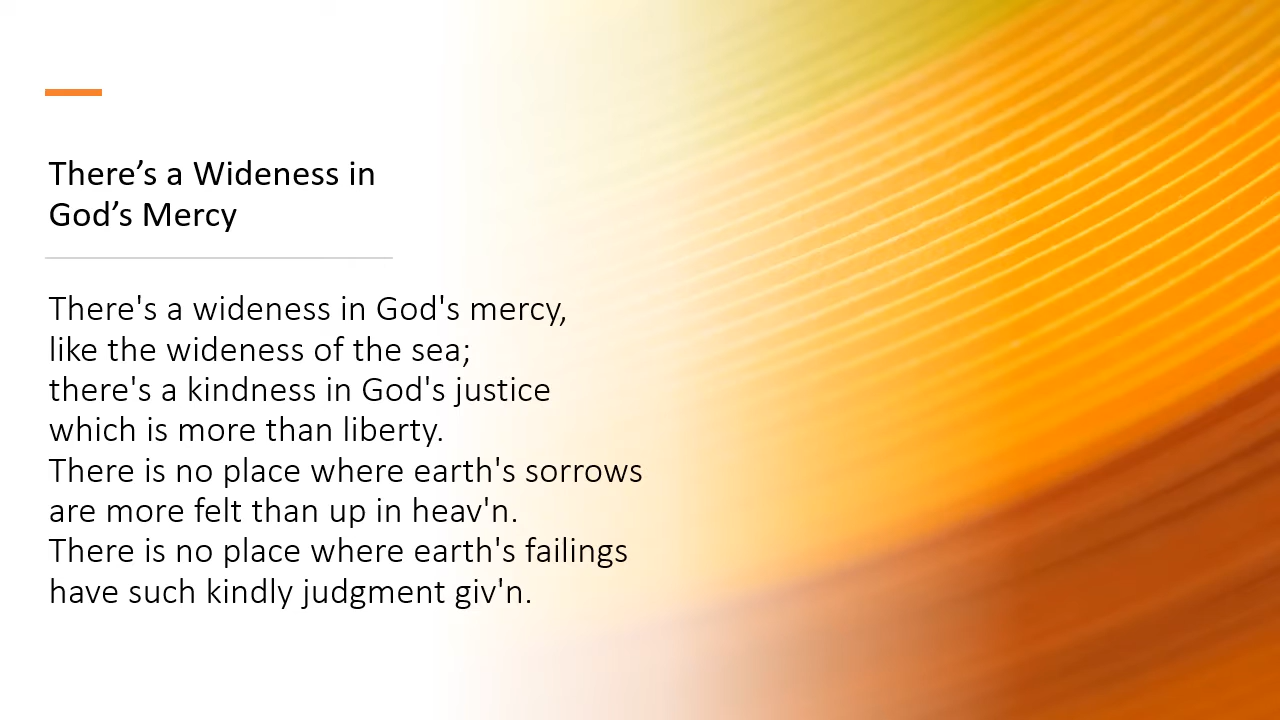 There’s a Wideness in
God’s Mercy
There's a wideness in God's mercy,
like the wideness of the sea;
there's a kindness in God's justice
which is more than liberty.
There is no place where earth's sorrows
are more felt than up in heav'n.
There is no place where earth's failings
have such kindly judgment giv'n.